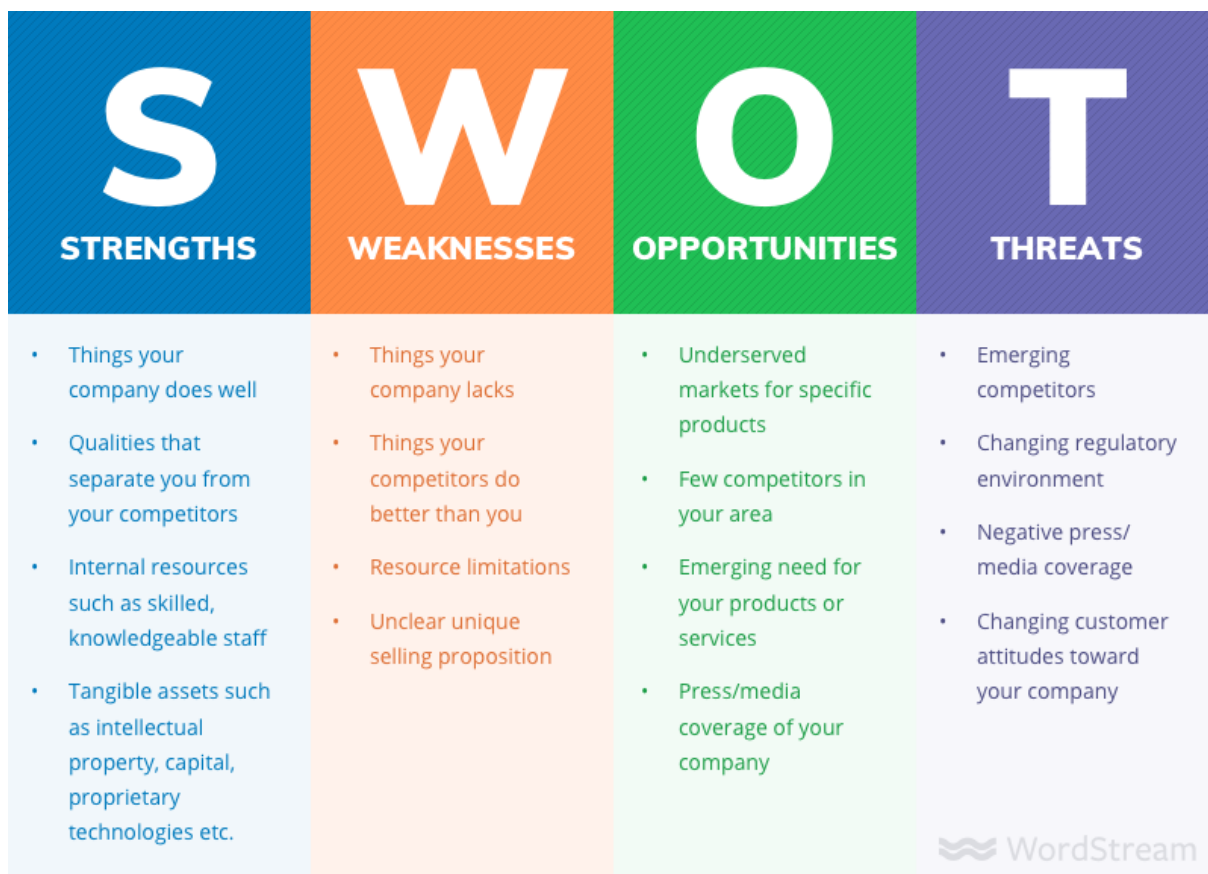 S
STRENGTHS
• Things your
company does well
• Qualities that
separate you from
your competitors
• Internal resources
such as skilled,
knowledgeable staff
• Tangible assets such
as intellectual
property, capital,
proprietary
technologies etc.
W
WEAKNESSES
• Things your
company lacks
• Things your
competitors do
better than you
• Resource limitations
• Unclear unique
selling proposition
O
OPPORTUNITIES
• Underserved
markets for specific
products
• Few competitors in
your area
• Emerging need for
your products or
services
• Press/media
coverage of your
company
T
THREATS
• Emerging
competitors
• Changing regulatory
environment
• Negative press/
media coverage
• Changing customer
attitudes toward
your company
WordStream